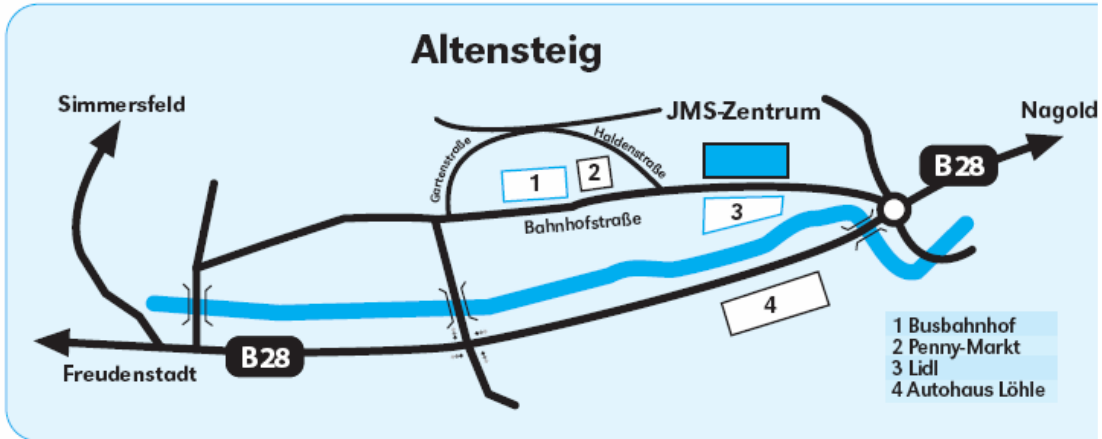 Altensteig
Simmersfeld
JMS-Zentrum
Nagold
Gartenstraße
Haldenstraße
B28
1
2
3
Bahnhofstraße
4
B28
Freudenstadt
1 Busbahnhof
2 Penny-Markt
3 Lidl
4 Autohaus Löhle